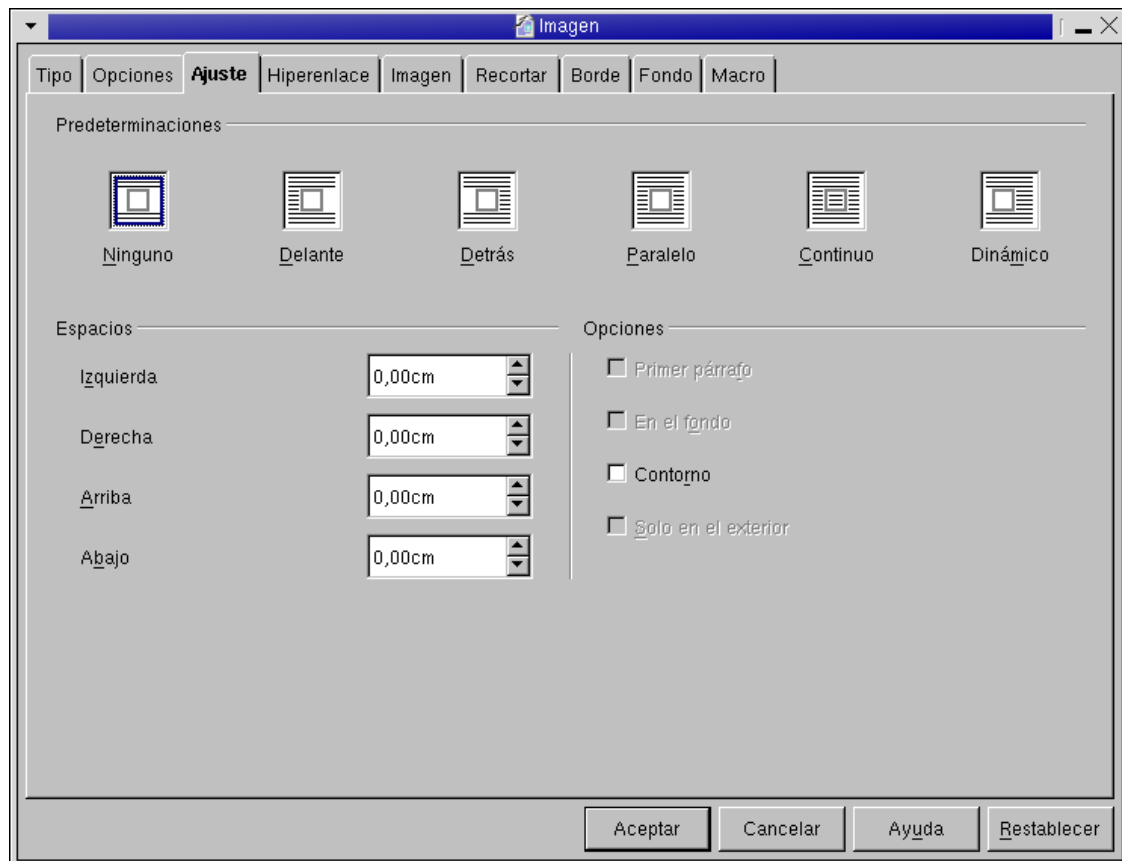 Imagen
Tipo Opciones Ajuste Hiperenlace Imagen Recortar Borde Fondo Macro
Predeterminaciones
Ninguno Delante Detrás Paralelo Continuo Dinámico
Espacios
Izquierda 0,00cm
Derecha 0,00cm
Arriba 0,00cm
Abajo 0,00cm
Opciones
Primer párrafo
En el fondo
Contorno
Solo en el exterior
Aceptar Cancelar Ayuda Restablecer